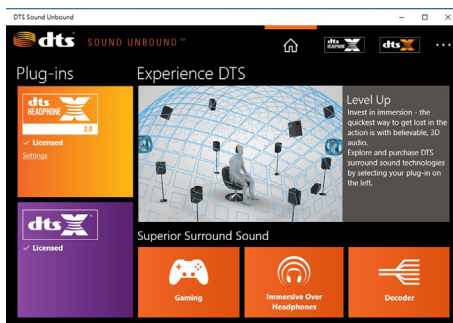 DTS Sound Unbound
dts SOUND UNBOUND™
dts HEADPHONE X
dts X
Plug-ins
dts
HEADPHONE X
2.0
✓ Licensed
Settings
dts X
✓ Licensed
Experience DTS
Level Up
Invest in immersion - the
quickest way to get lost in the
action is with believable, 3D
audio.
Explore and purchase DTS
surround sound technologies
by selecting your plug-in on
the left.
Superior Surround Sound
Gaming
Immersive Over
Headphones
Decoder